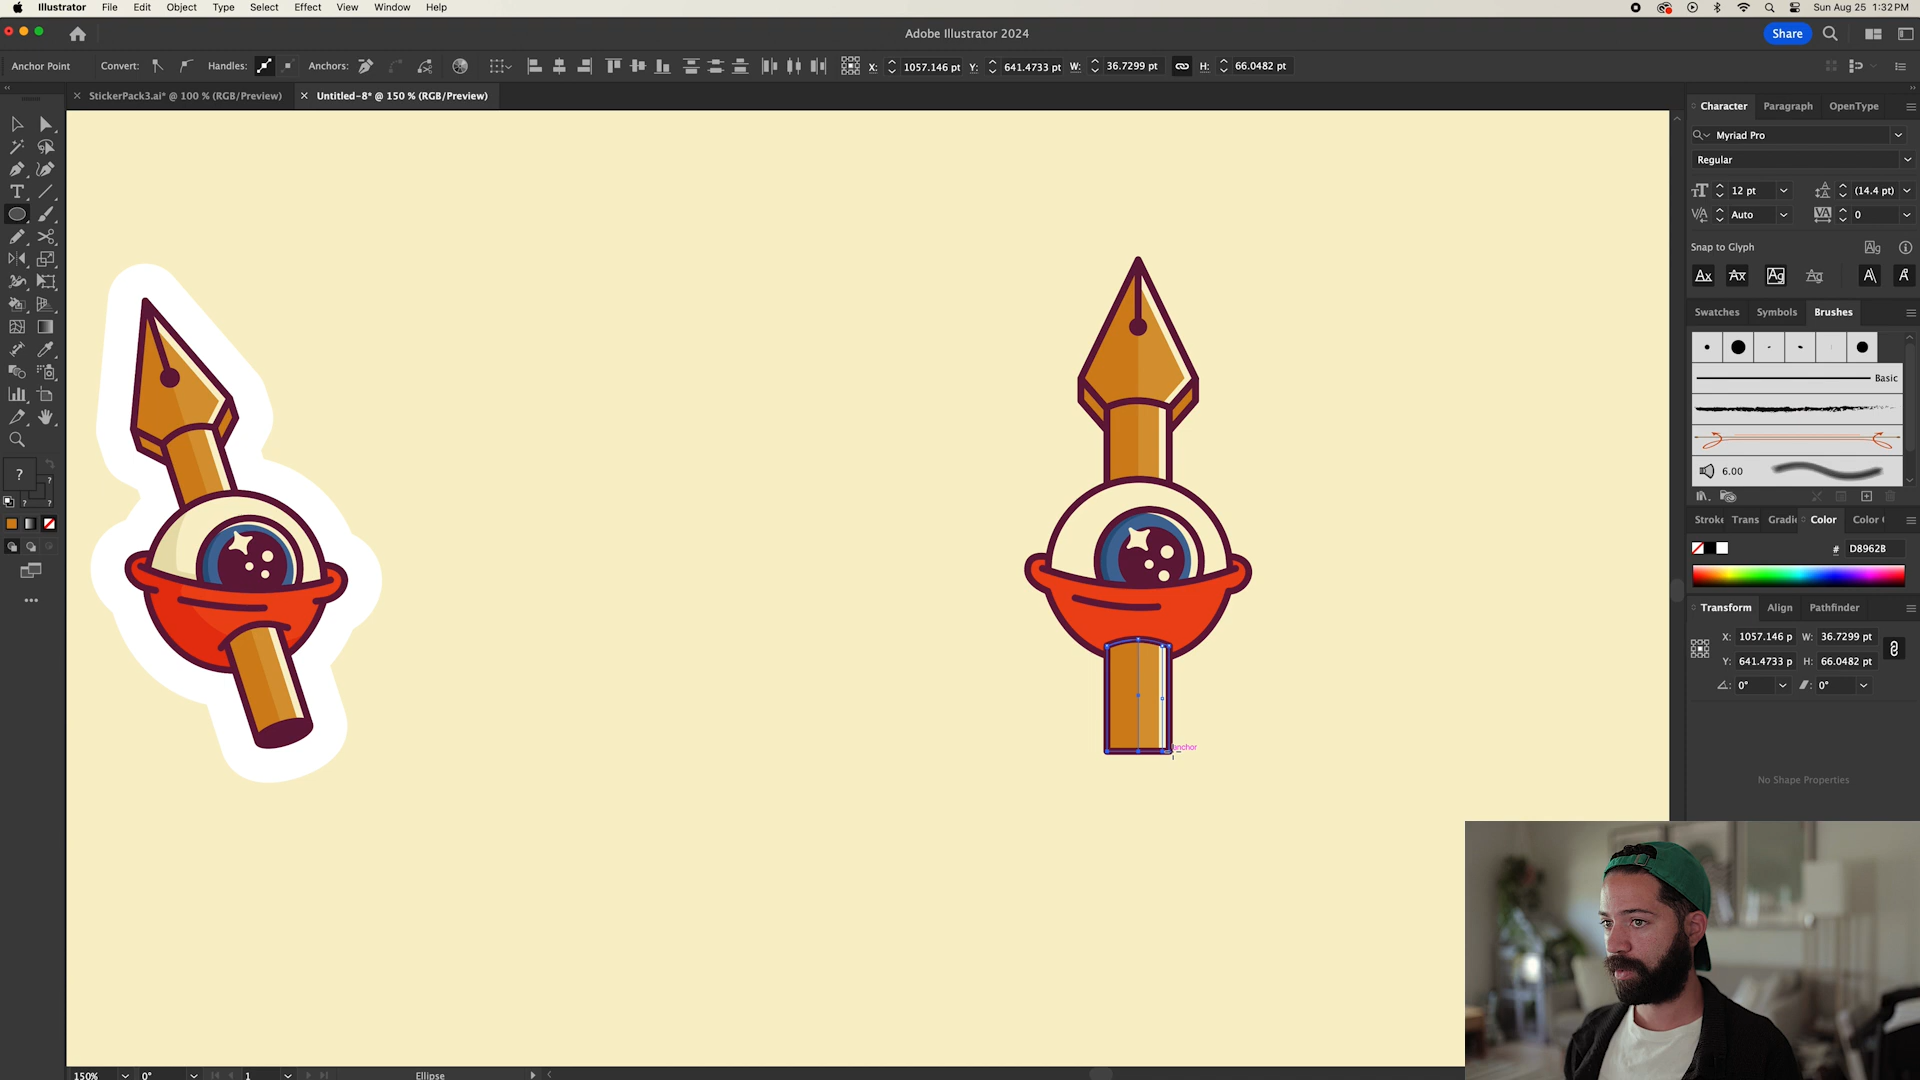 Illustrator File Edit Object Type Select Effect View Window Help
Sun Aug 25 1:32PM
Adobe Illustrator 2024
Share
Anchor Point Convert: Handles: Anchors: X: 1057.146 pt Y: 641.4733 pt W: 36.7299 pt H: 66.0482 pt
StickerPack3.ai* @ 100 % (RGB/Preview)
Untitled-8* @ 150 % (RGB/Preview)
Character Paragraph OpenType
Myriad Pro
Regular
12 pt (14.4 pt)
Auto 0
Snap to Glyph
Swatches Symbols Brushes
Basic
6.00
Stroke Trans Gradi Color Color
# D8962B
Transform Align Pathfinder
X: 1057.146 p W: 36.7299 pt
Y: 641.4733 p H: 66.0482 pt
0° 0°
anchor
No Shape Properties
150% 0° 1 Ellipse